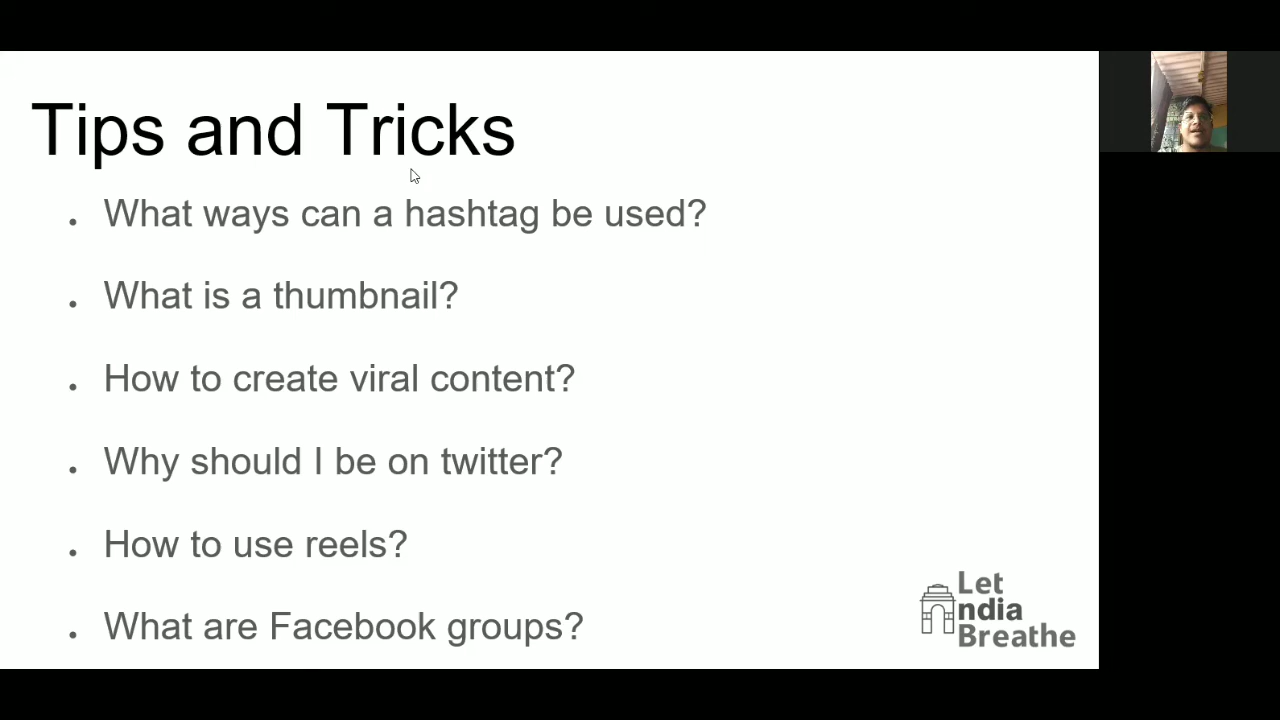 Tips and Tricks
• What ways can a hashtag be used?
• What is a thumbnail?
• How to create viral content?
• Why should I be on twitter?
• How to use reels?
• What are Facebook groups?
Let
ndia
Breathe